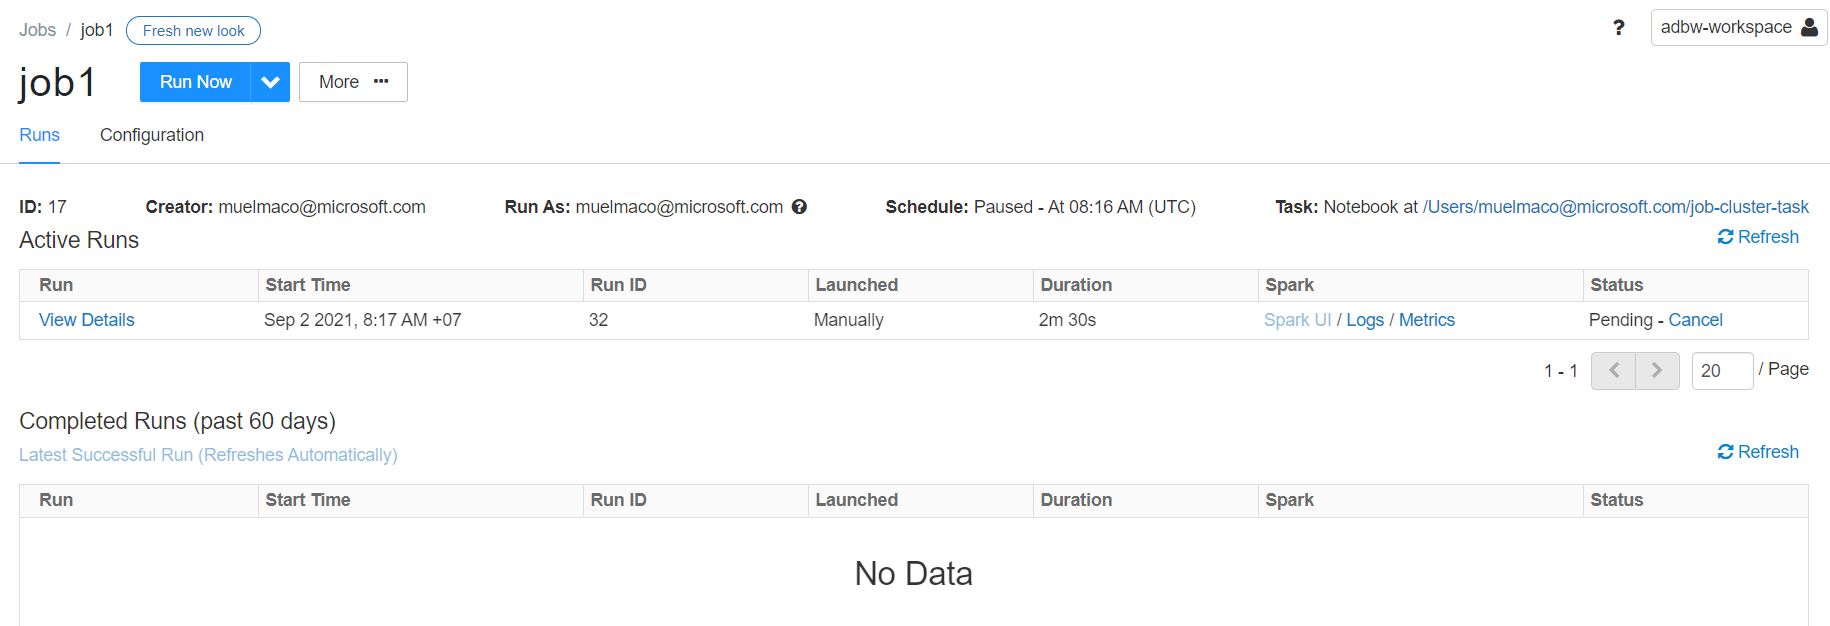 Jobs / job1 Fresh new look ? adbw-workspace
job1 Run Now More ···
Runs Configuration
ID: 17 Creator: muelmaco@microsoft.com Run As: muelmaco@microsoft.com ? Schedule: Paused - At 08:16 AM (UTC) Task: Notebook at /Users/muelmaco@microsoft.com/job-cluster-task
Active Runs Refresh
Run Start Time Run ID Launched Duration Spark Status
View Details Sep 2 2021, 8:17 AM +07 32 Manually 2m 30s Spark UI / Logs / Metrics Pending - Cancel
1 - 1 20 / Page
Completed Runs (past 60 days)
Latest Successful Run (Refreshes Automatically) Refresh
Run Start Time Run ID Launched Duration Spark Status
No Data